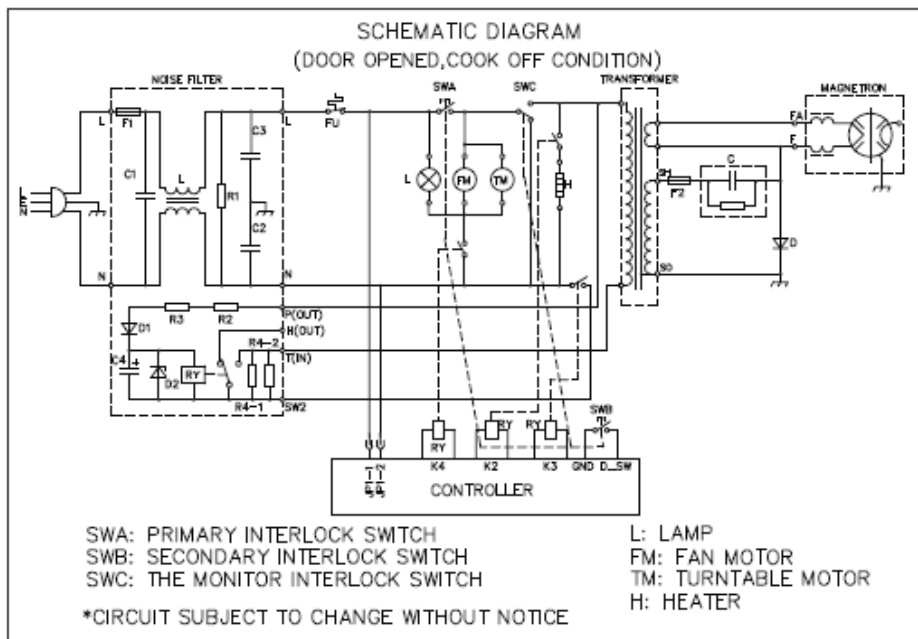 SCHEMATIC DIAGRAM
(DOOR OPENED,COOK OFF CONDITION)
NOISE FILTER
SWA
SWC
TRANSFORMER
MAGNETRON
L
F1
L
FU
FA
F
C3
C1
L
R1
L
FM
TM
H
C
F2
C2
D
N
N
P(OUT)
R3
R2
D1
H(OUT)
R4-2
T(IN)
C4
D2
RY
R4-1
SW2
SWB
RY
RY
RY
K4
K2
K3
GND
D_SW
CONTROLLER
SWA: PRIMARY INTERLOCK SWITCH
SWB: SECONDARY INTERLOCK SWITCH
SWC: THE MONITOR INTERLOCK SWITCH
*CIRCUIT SUBJECT TO CHANGE WITHOUT NOTICE
L: LAMP
FM: FAN MOTOR
TM: TURNTABLE MOTOR
H: HEATER